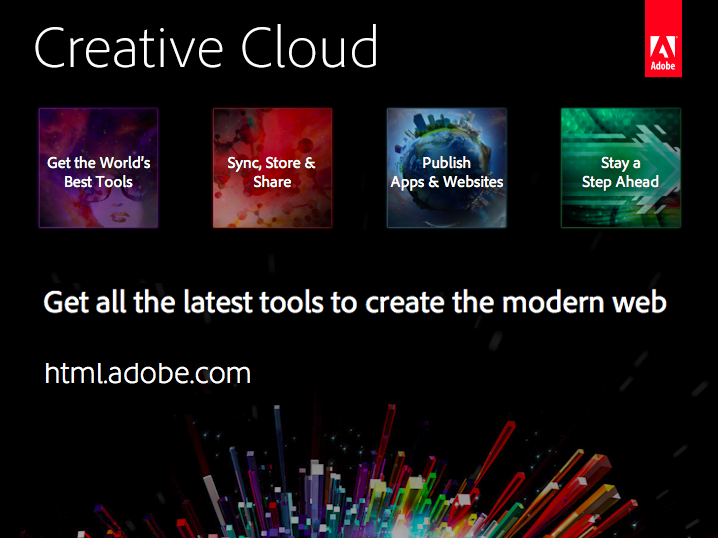 Creative Cloud
Adobe
Get the World's
Best Tools
Sync, Store &
Share
Publish
Apps & Websites
Stay a
Step Ahead
Get all the latest tools to create the modern web
html.adobe.com